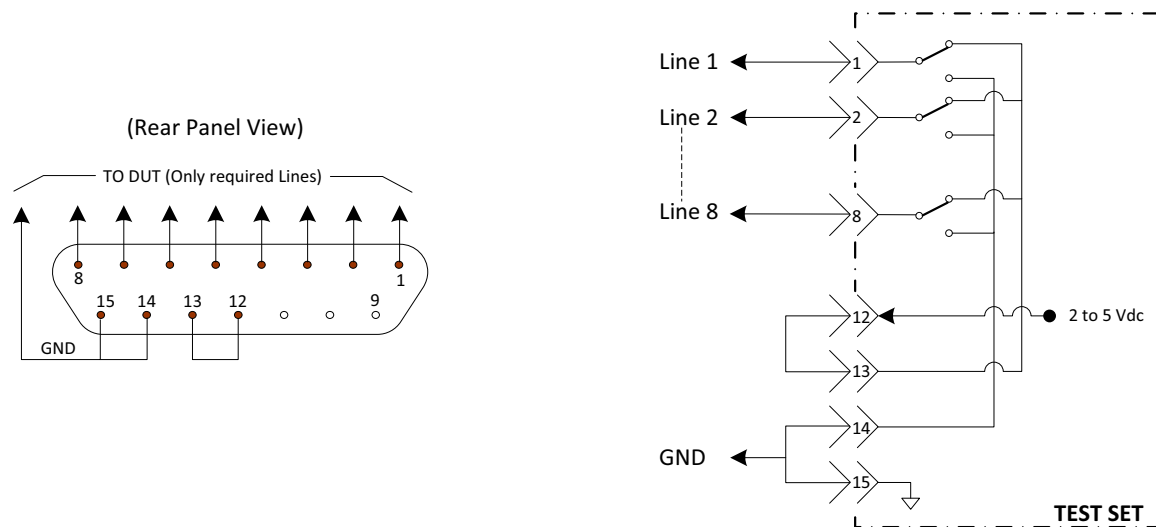 (Rear Panel View)
TO DUT (Only required Lines)
8
1
15
14
13
12
9
GND
Line 1
1
Line 2
2
Line 8
8
12
2 to 5 Vdc
13
14
GND
15
TEST SET